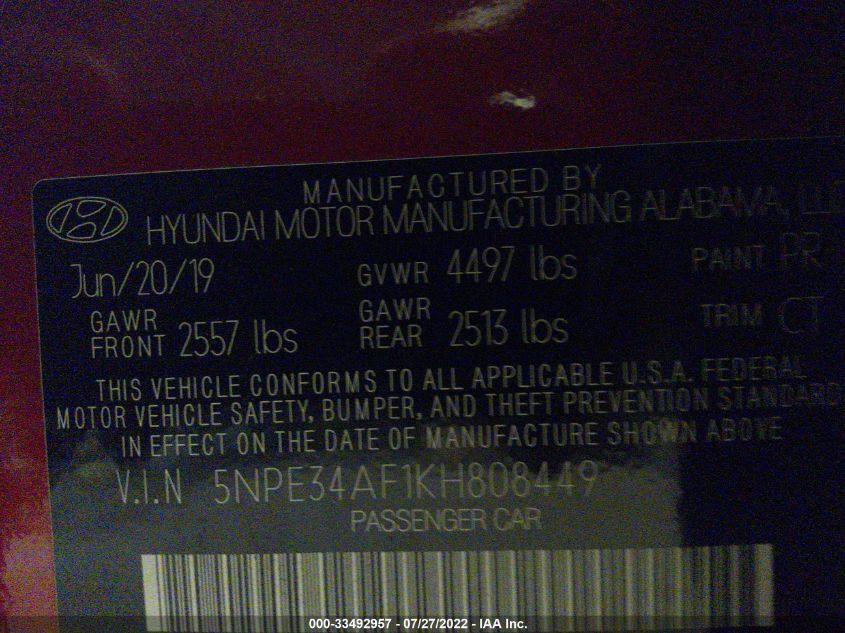 MANUFACTURED BY
HYUNDAI MOTOR MANUFACTURING ALABAMA, LLC
Jun/20/19 GVWR 4497 lbs PAINT PR
GAWR FRONT 2557 lbs GAWR REAR 2513 lbs TRIM CT
THIS VEHICLE CONFORMS TO ALL APPLICABLE U.S.A. FEDERAL
MOTOR VEHICLE SAFETY, BUMPER, AND THEFT PREVENTION STANDARD
IN EFFECT ON THE DATE OF MANUFACTURE SHOWN ABOVE
V.I.N 5NPE34AF1KH808449
PASSENGER CAR
000-33492957 - 07/27/2022 - IAA Inc.